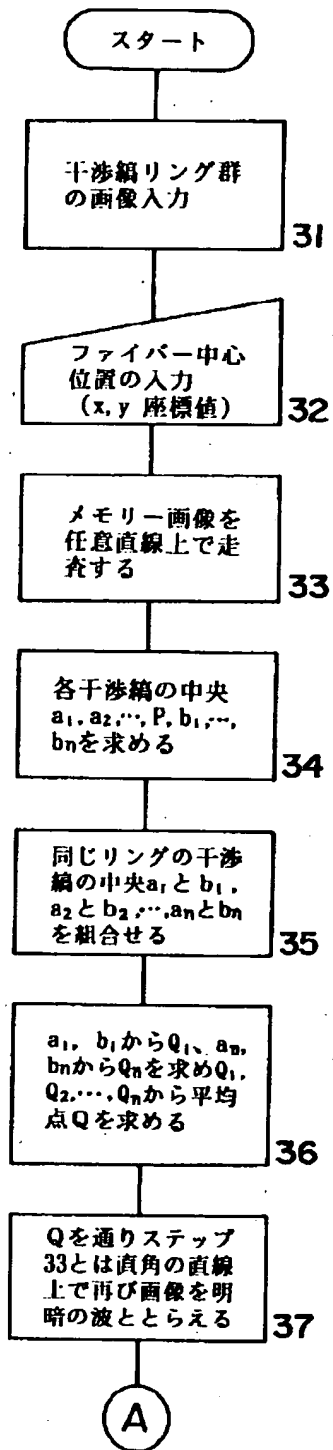 スタート
干渉縞リング群
の画像入力
31
ファイバー中心
位置の入力
(x, y 座標値)
32
メモリー画像を
任意直線上で走
査する
33
各干渉縞の中央
a₁, a₂, …, P, b₁, …,
bnを求める
34
同じリングの干渉
縞の中央a₁とb₁,
a₂とb₂, …, anとbn
を組合せる
35
a₁, b₁からQ₁、an,
bnからQnを求めQ₁,
Q₂, …, Qnから平均
点Qを求める
36
Qを通りステップ
33とは直角の直線
上で再び画像を明
暗の波ととらえる
37
A